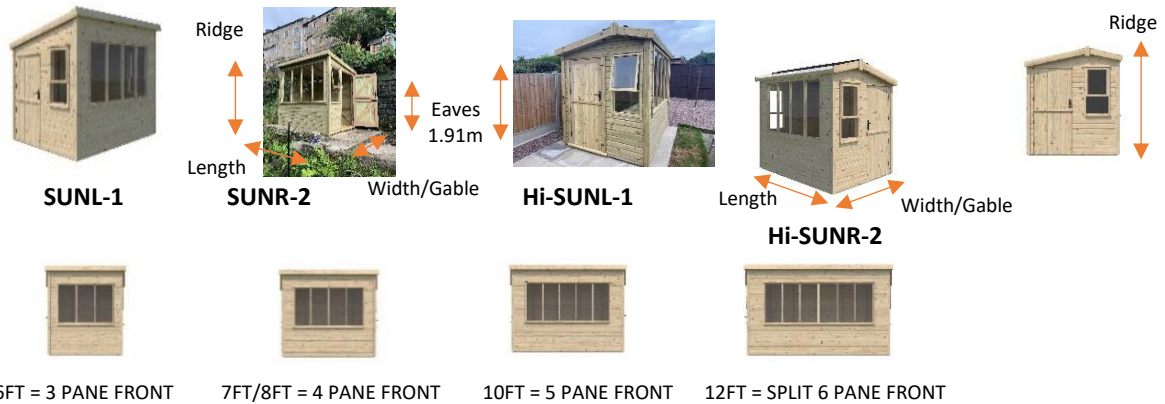 Ridge
Ridge
Eaves
1.91m
Length
Width/Gable
SUNL-1
SUNR-2
Hi-SUNL-1
Length
Width/Gable
Hi-SUNR-2
6FT = 3 PANE FRONT
7FT/8FT = 4 PANE FRONT
10FT = 5 PANE FRONT
12FT = SPLIT 6 PANE FRONT